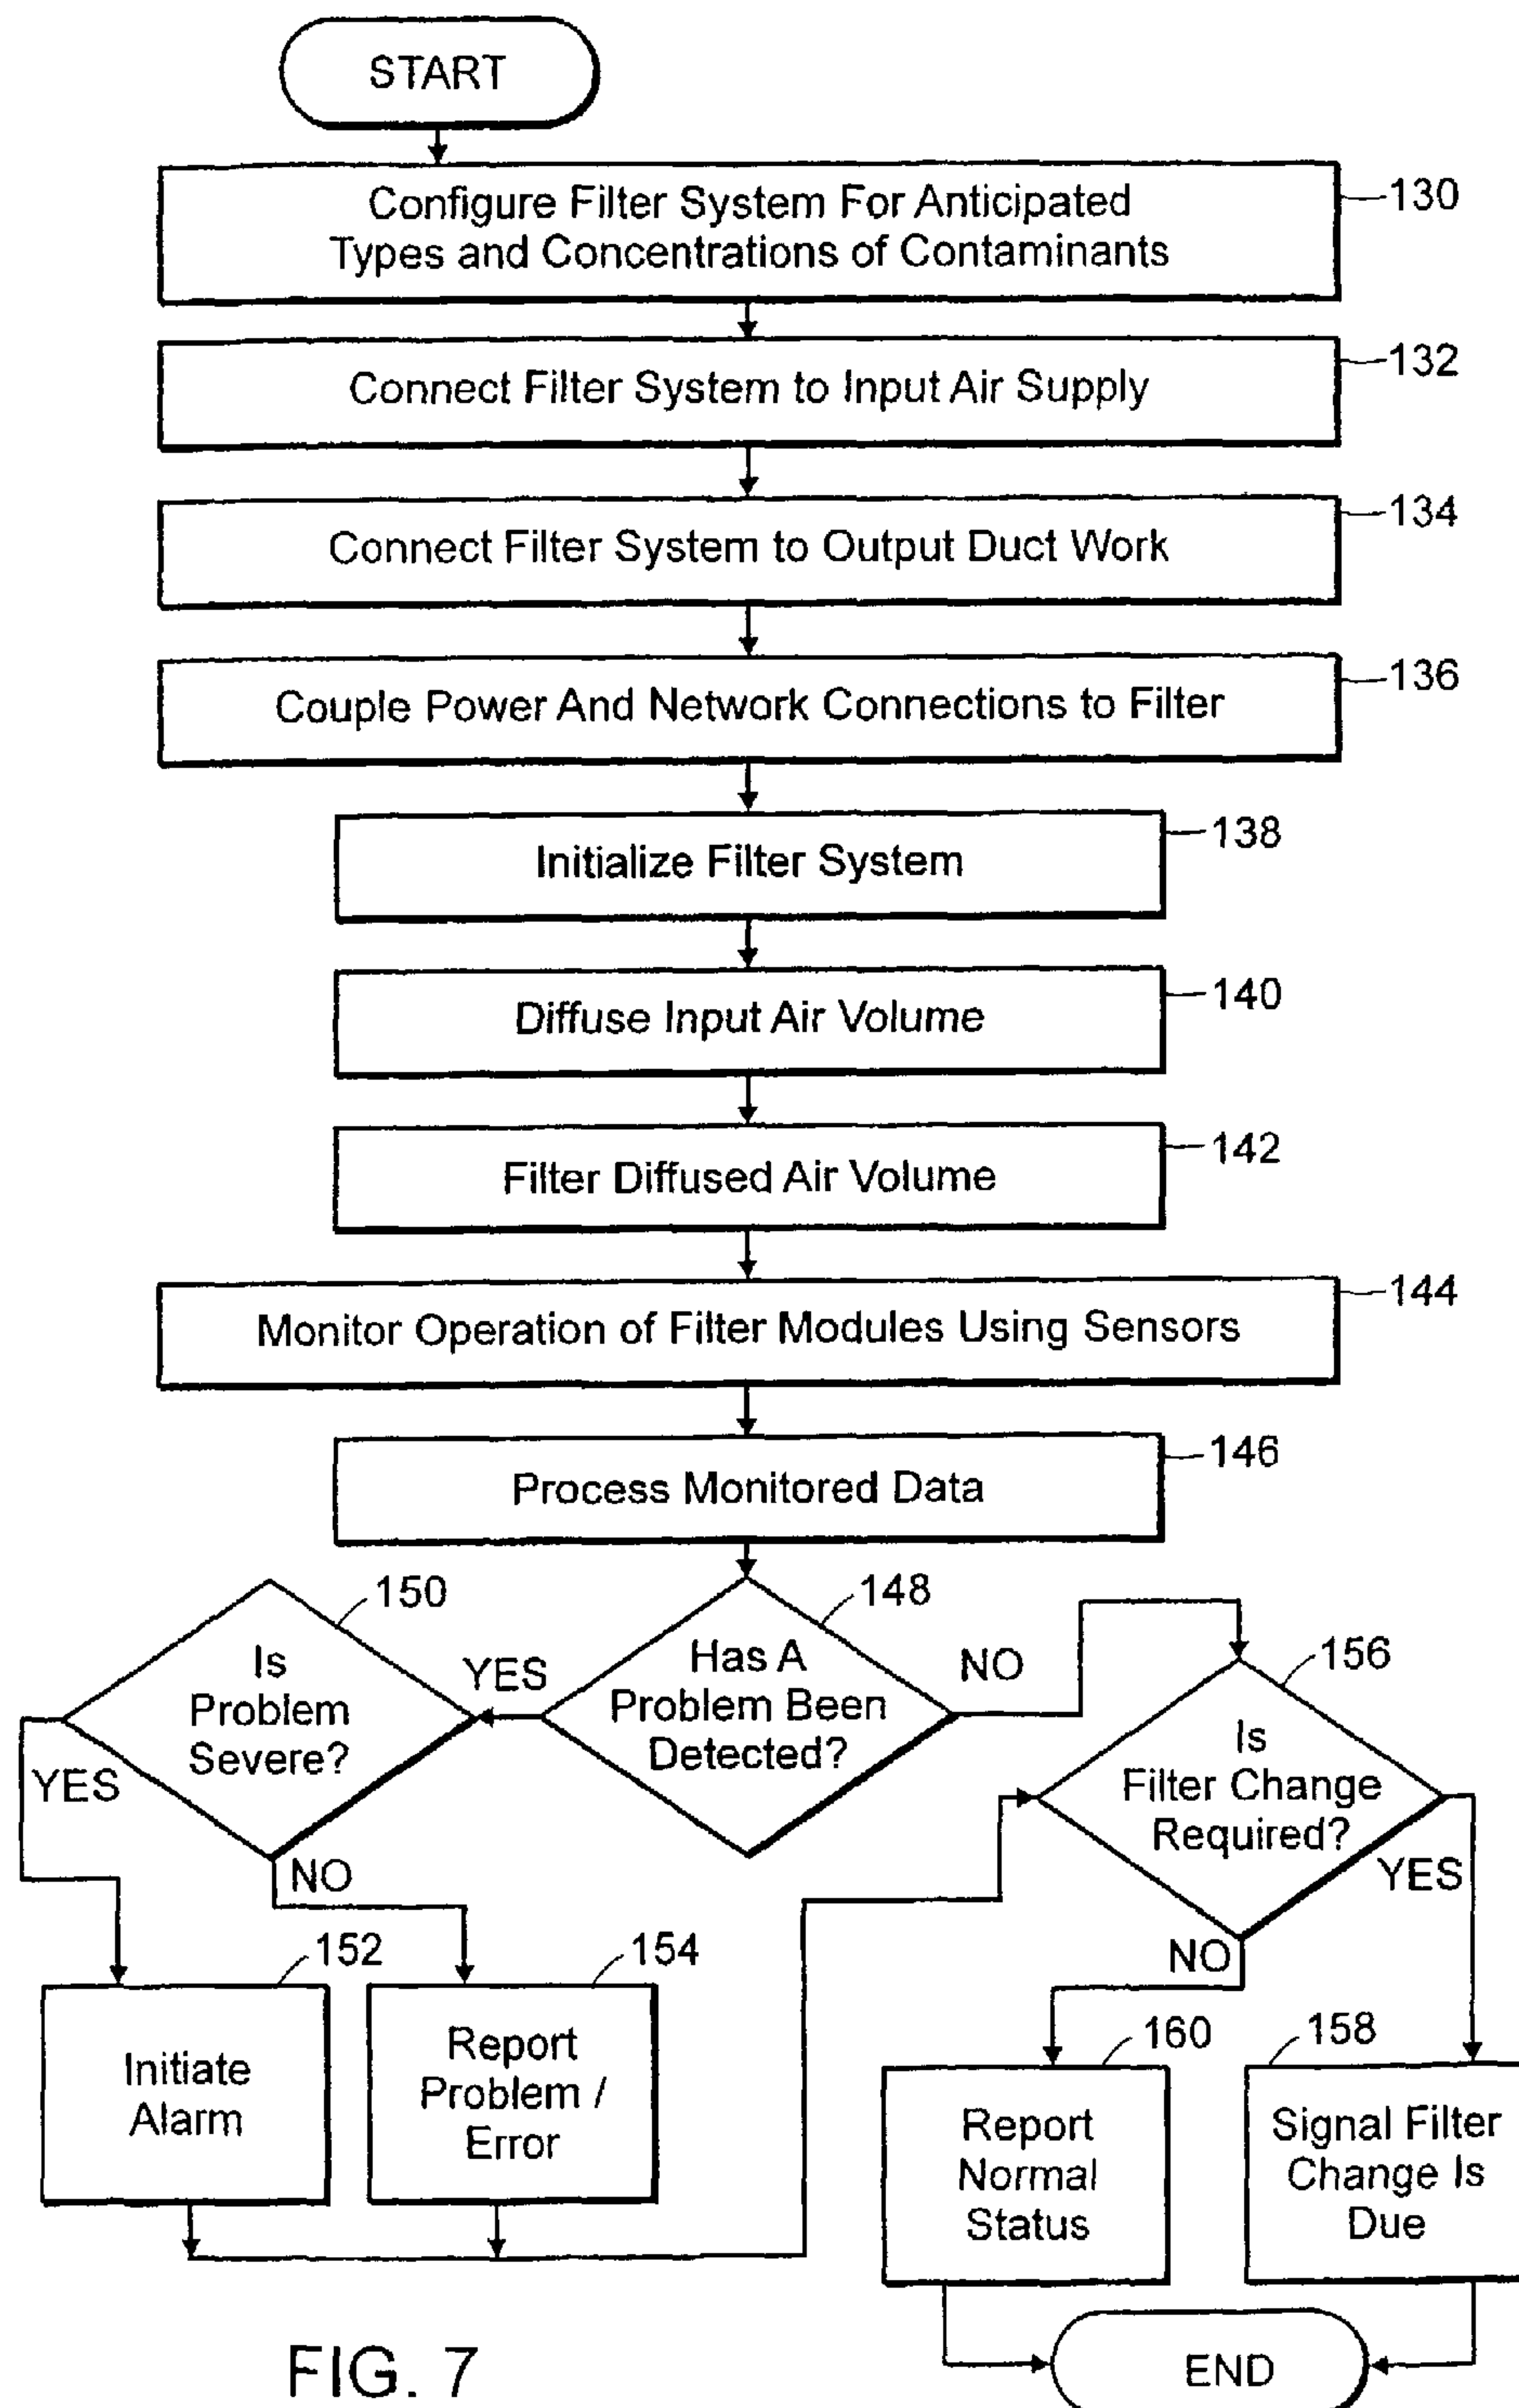 START
Configure Filter System For Anticipated
Types and Concentrations of Contaminants
130
Connect Filter System to Input Air Supply
132
Connect Filter System to Output Duct Work
134
Couple Power And Network Connections to Filter
136
Initialize Filter System
138
Diffuse Input Air Volume
140
Filter Diffused Air Volume
142
Monitor Operation of Filter Modules Using Sensors
144
Process Monitored Data
146
150
Is
Problem
Severe?
YES
148
Has A
Problem Been
Detected?
NO
156
Is
Filter Change
Required?
YES
NO
NO
YES
152
Initiate
Alarm
154
Report
Problem /
Error
160
Report
Normal
Status
158
Signal Filter
Change Is
Due
END
FIG. 7